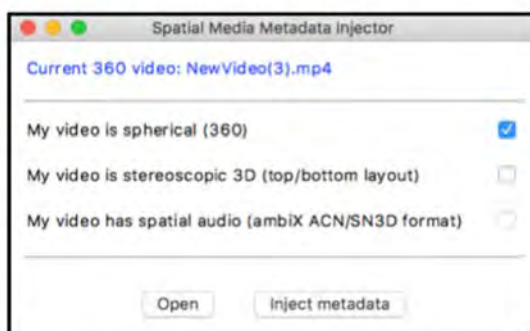 Spatial Media Metadata Injector
Current 360 video: NewVideo(3).mp4
My video is spherical (360)
My video is stereoscopic 3D (top/bottom layout)
My video has spatial audio (ambiX ACN/SN3D format)
Open Inject metadata